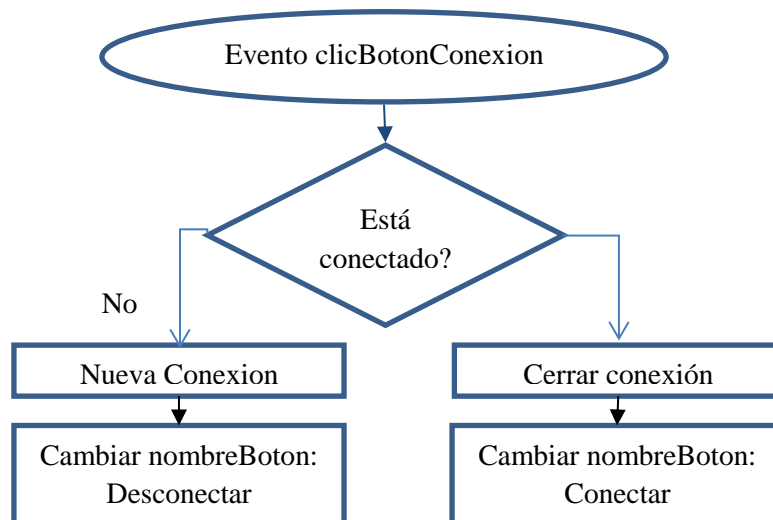 Evento clicBotonConexion
Está
conectado?
No
Nueva Conexion
Cerrar conexión
Cambiar nombreBoton:
Desconectar
Cambiar nombreBoton:
Conectar